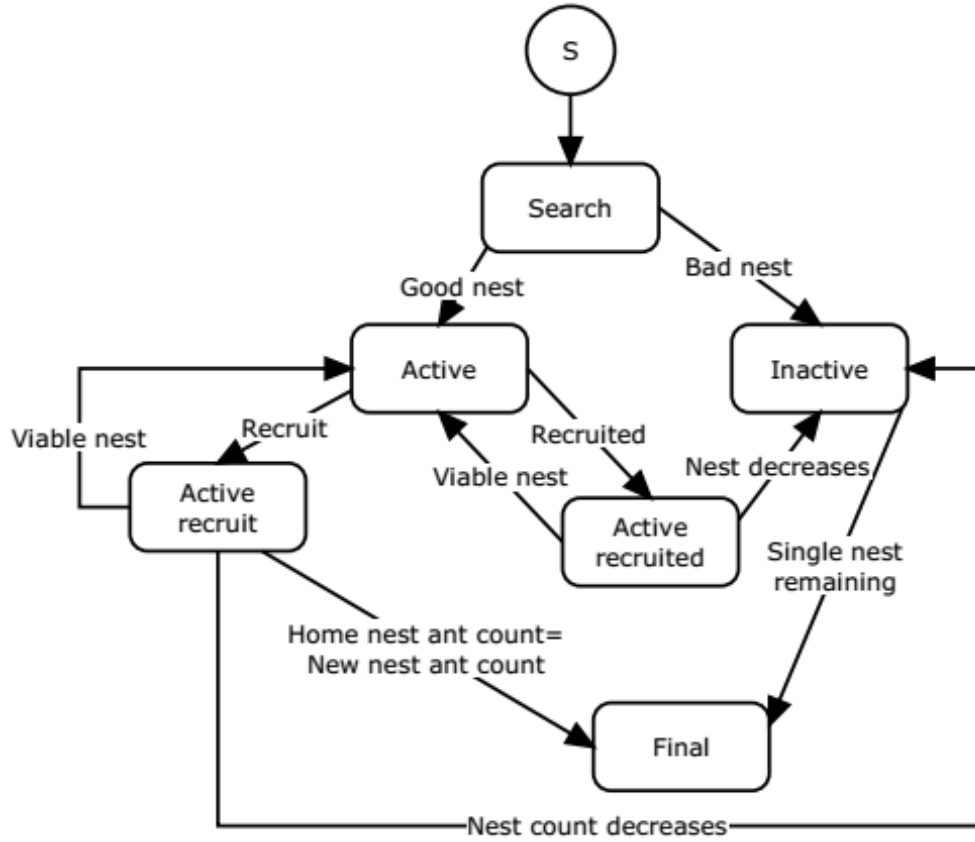 S
Search
Good nest
Bad nest
Active
Inactive
Viable nest
Recruit
Recruited
Viable nest
Nest decreases
Active
recruit
Active
recruited
Single nest
remaining
Home nest ant count=
New nest ant count
Final
Nest count decreases